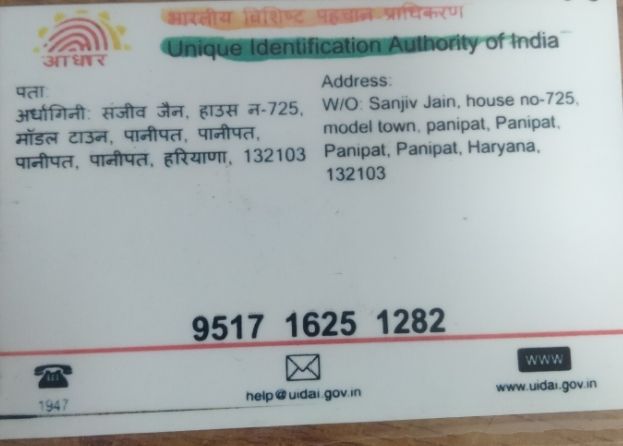 भारतीय विशिष्ट पहचान प्राधिकरण
Unique Identification Authority of India
आधार
पता:
अर्धांगिनी: संजीव जैन, हाउस न-725,
मॉडल टाउन, पानीपत, पानीपत,
पानीपत, पानीपत, हरियाणा, 132103
Address:
W/O: Sanjiv Jain, house no-725,
model town, panipat, Panipat,
Panipat, Panipat, Haryana,
132103
9517 1625 1282
1947
help@uidai.gov.in
www
www.uidai.gov.in